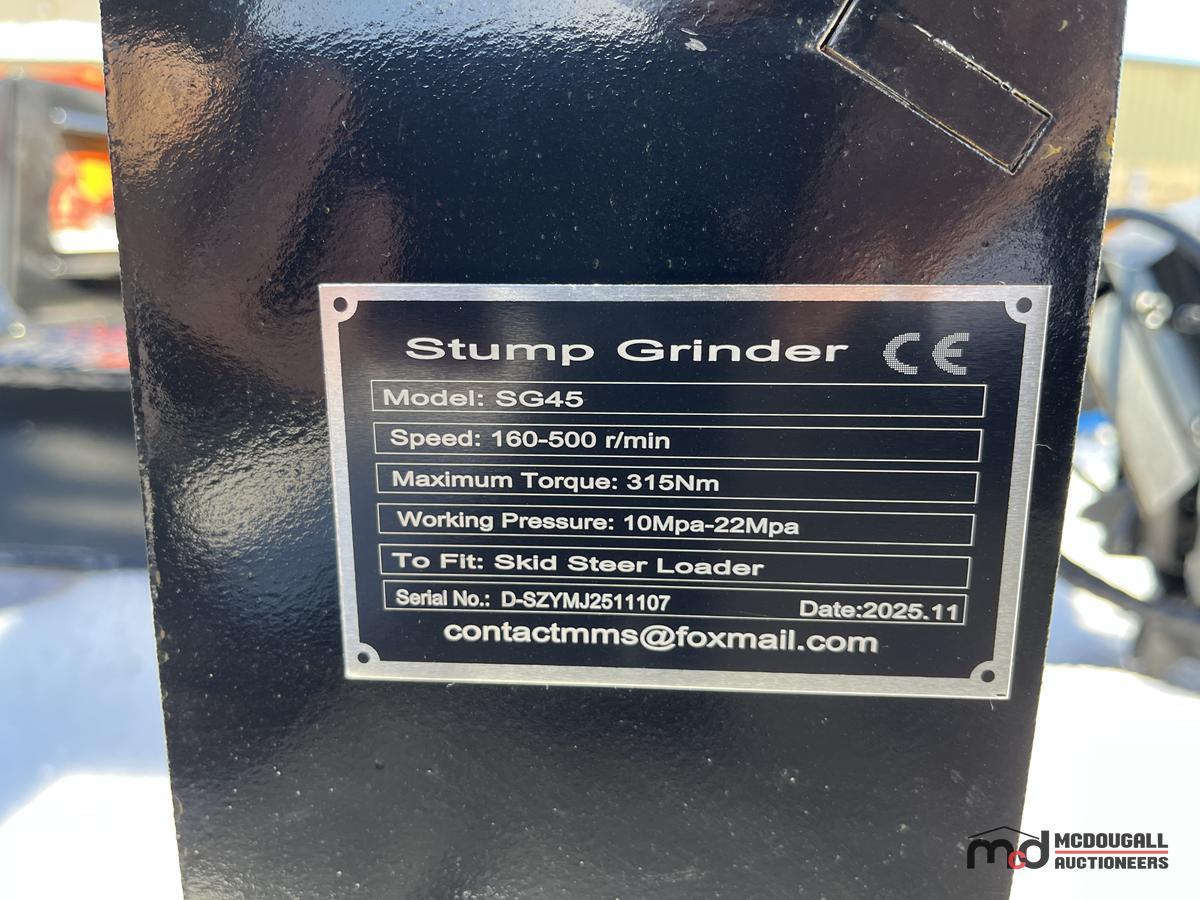 Stump Grinder CE
Model: SG45
Speed: 160-500 r/min
Maximum Torque: 315Nm
Working Pressure: 10Mpa-22Mpa
To Fit: Skid Steer Loader
Serial No.: D-SZYMJ2511107 Date:2025.11
contactmms@foxmail.com
mcd MCDOUGALL
AUCTIONEERS